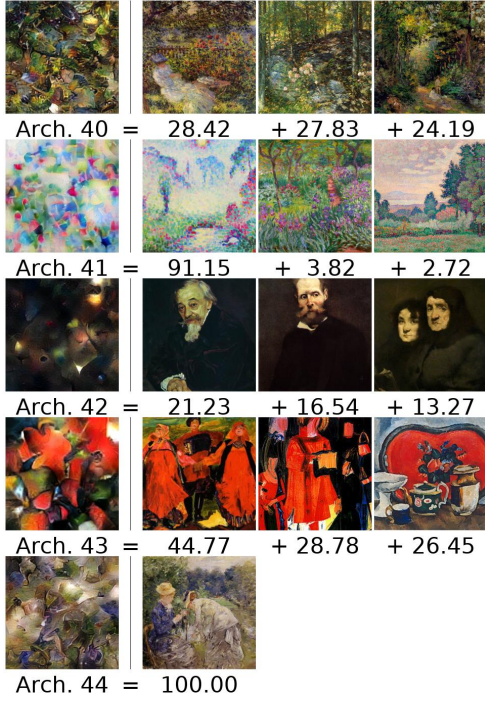 Arch. 40 = 28.42 + 27.83 + 24.19
Arch. 41 = 91.15 + 3.82 + 2.72
Arch. 42 = 21.23 + 16.54 + 13.27
Arch. 43 = 44.77 + 28.78 + 26.45
Arch. 44 = 100.00